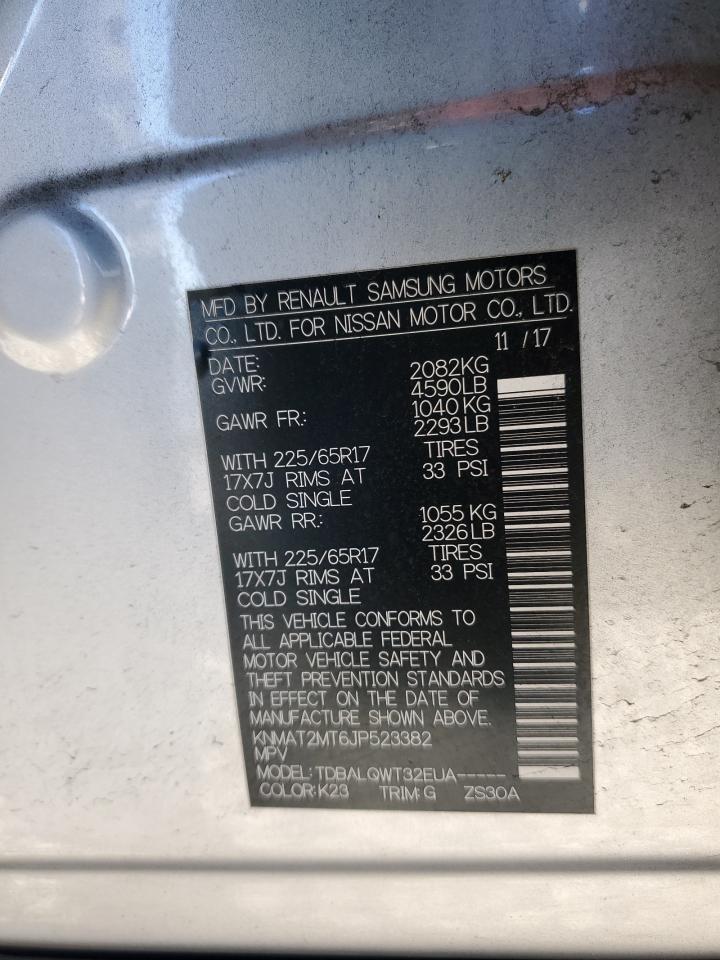 MFD BY RENAULT SAMSUNG MOTORS
CO., LTD. FOR NISSAN MOTOR CO., LTD.
DATE: 11 / 17
GVWR: 2082KG
4590LB
GAWR FR.: 1040 KG
2293 LB
WITH 225/65R17 TIRES
17X7J RIMS AT 33 PSI
COLD SINGLE
GAWR RR.: 1055 KG
2326 LB
WITH 225/65R17 TIRES
17X7J RIMS AT 33 PSI
COLD SINGLE
THIS VEHICLE CONFORMS TO
ALL APPLICABLE FEDERAL
MOTOR VEHICLE SAFETY AND
THEFT PREVENTION STANDARDS
IN EFFECT ON THE DATE OF
MANUFACTURE SHOWN ABOVE.
KNMAT2MT6JP523382
MPV
MODEL: TDBALQWT32EUA-----
COLOR: K23 TRIM: G ZS30A